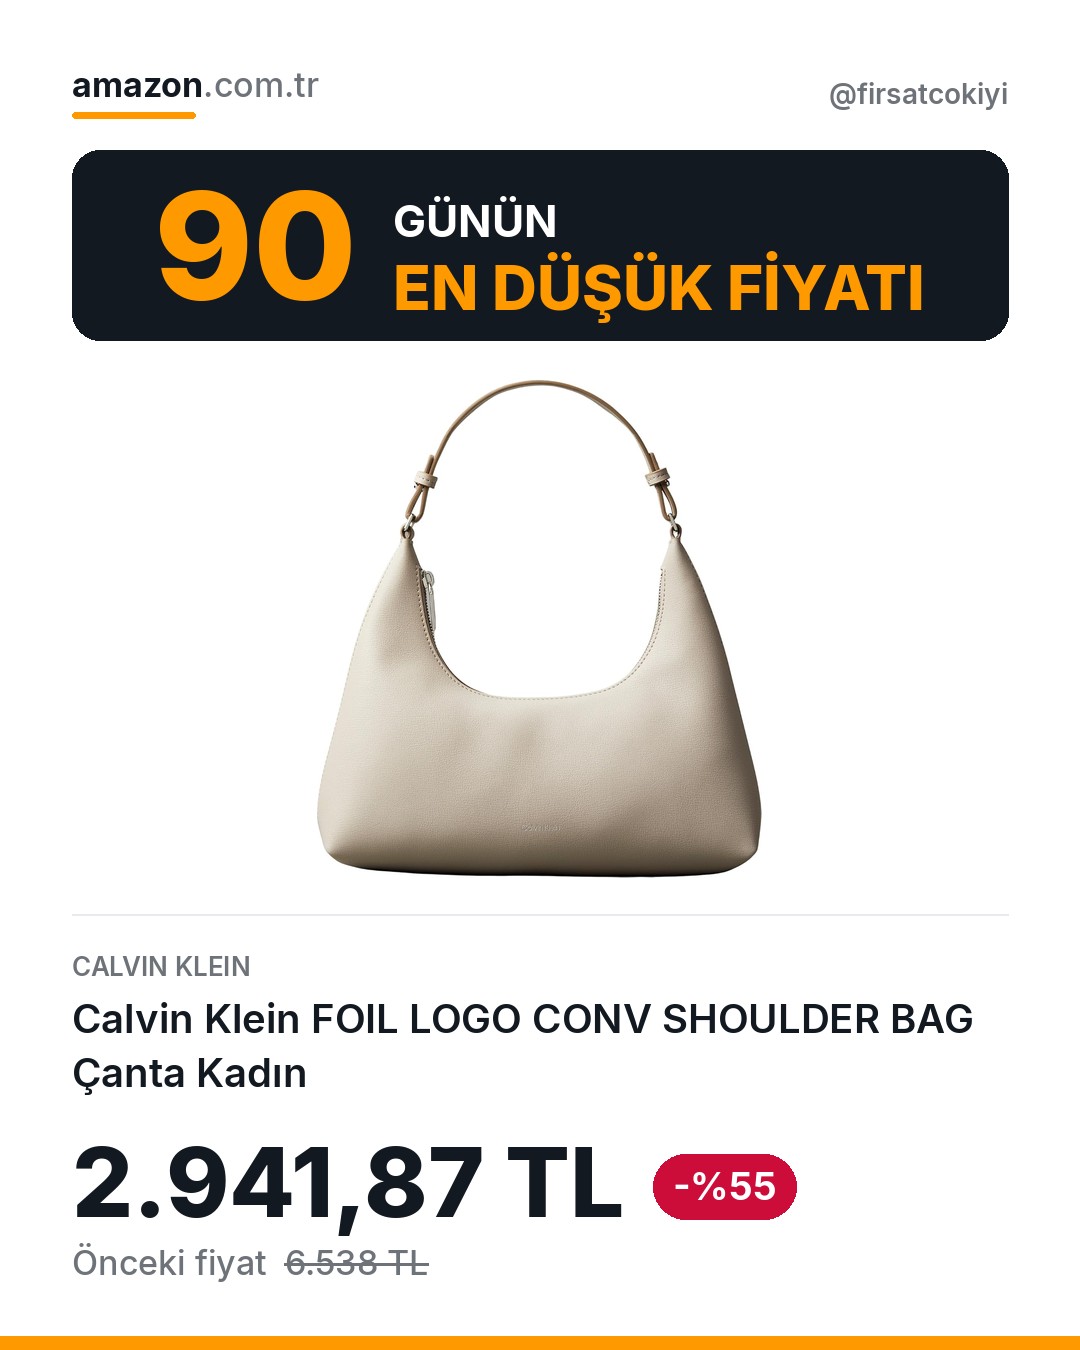 amazon.com.tr
@firsatcokiyi
90
GÜNÜN
EN DÜŞÜK FİYATI
CALVIN KLEIN
Calvin Klein FOIL LOGO CONV SHOULDER BAG
Çanta Kadın
2.941,87 TL
-%55
Önceki fiyat 6.538 TL